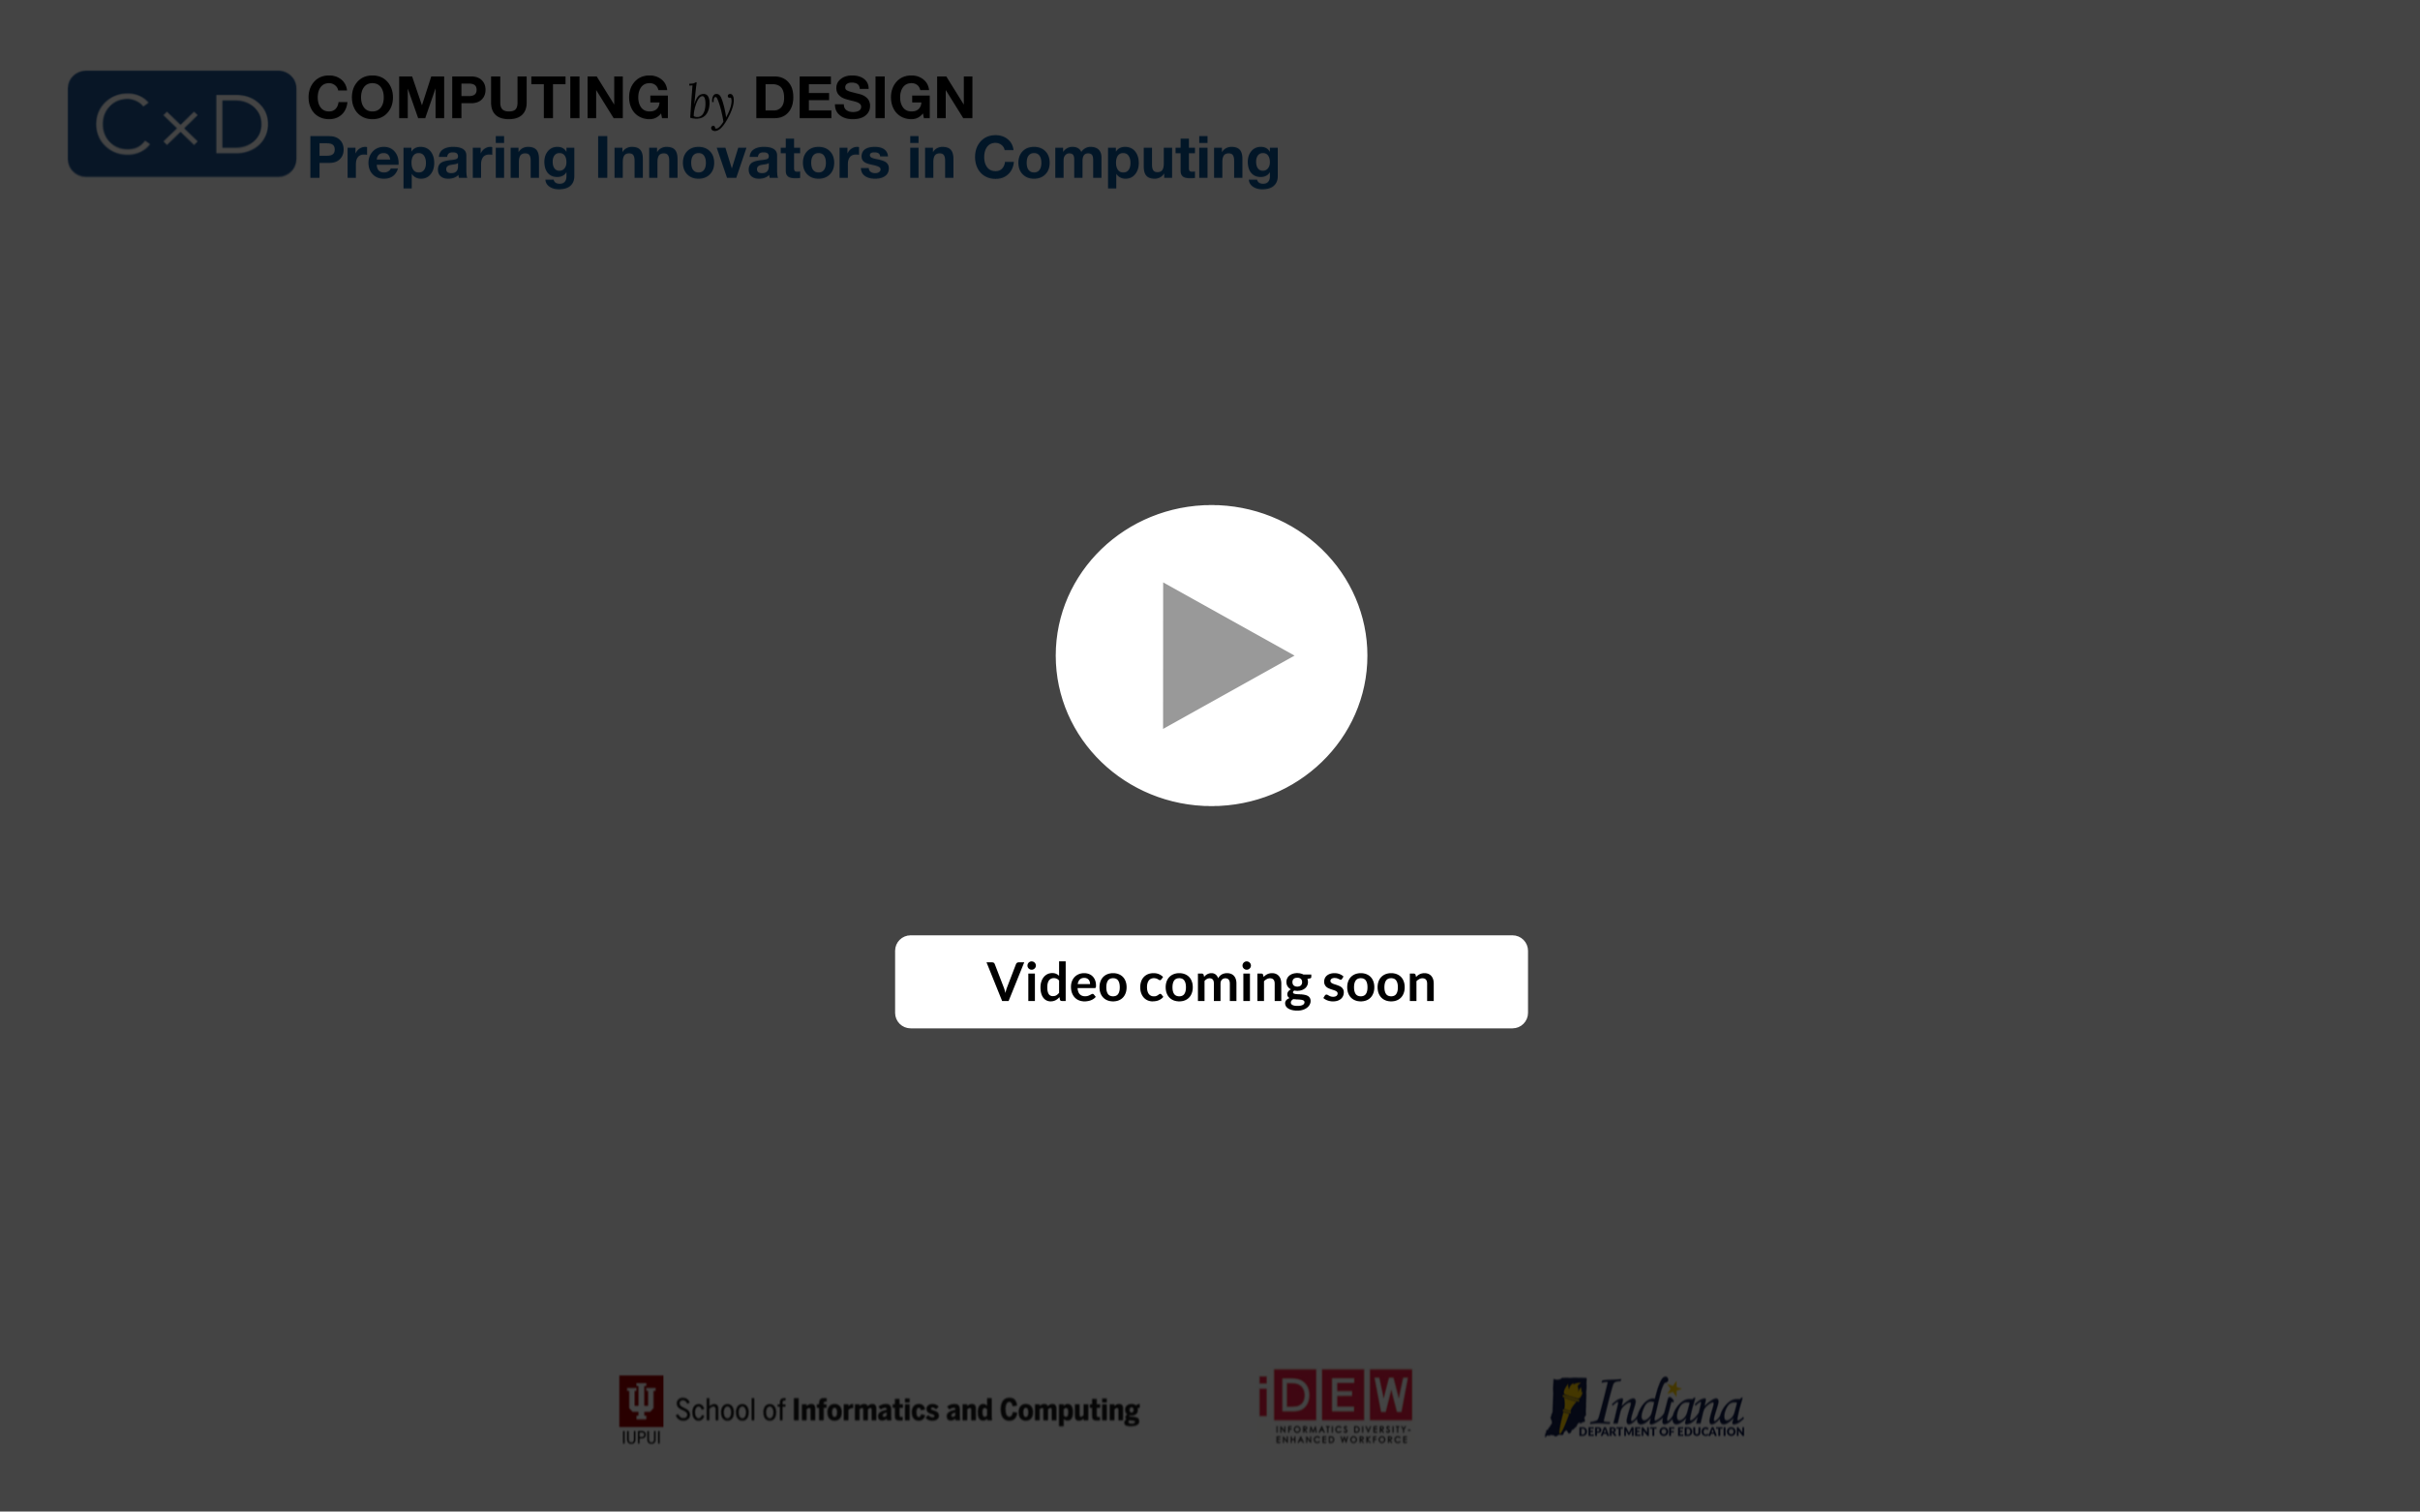 CxD
COMPUTING by DESIGN
Preparing Innovators in Computing
Video coming soon
IUPUI
School of Informatics and Computing
iDEW
INFORMATICS DIVERSITY-
ENHANCED WORKFORCE
Indiana
DEPARTMENT OF EDUCATION